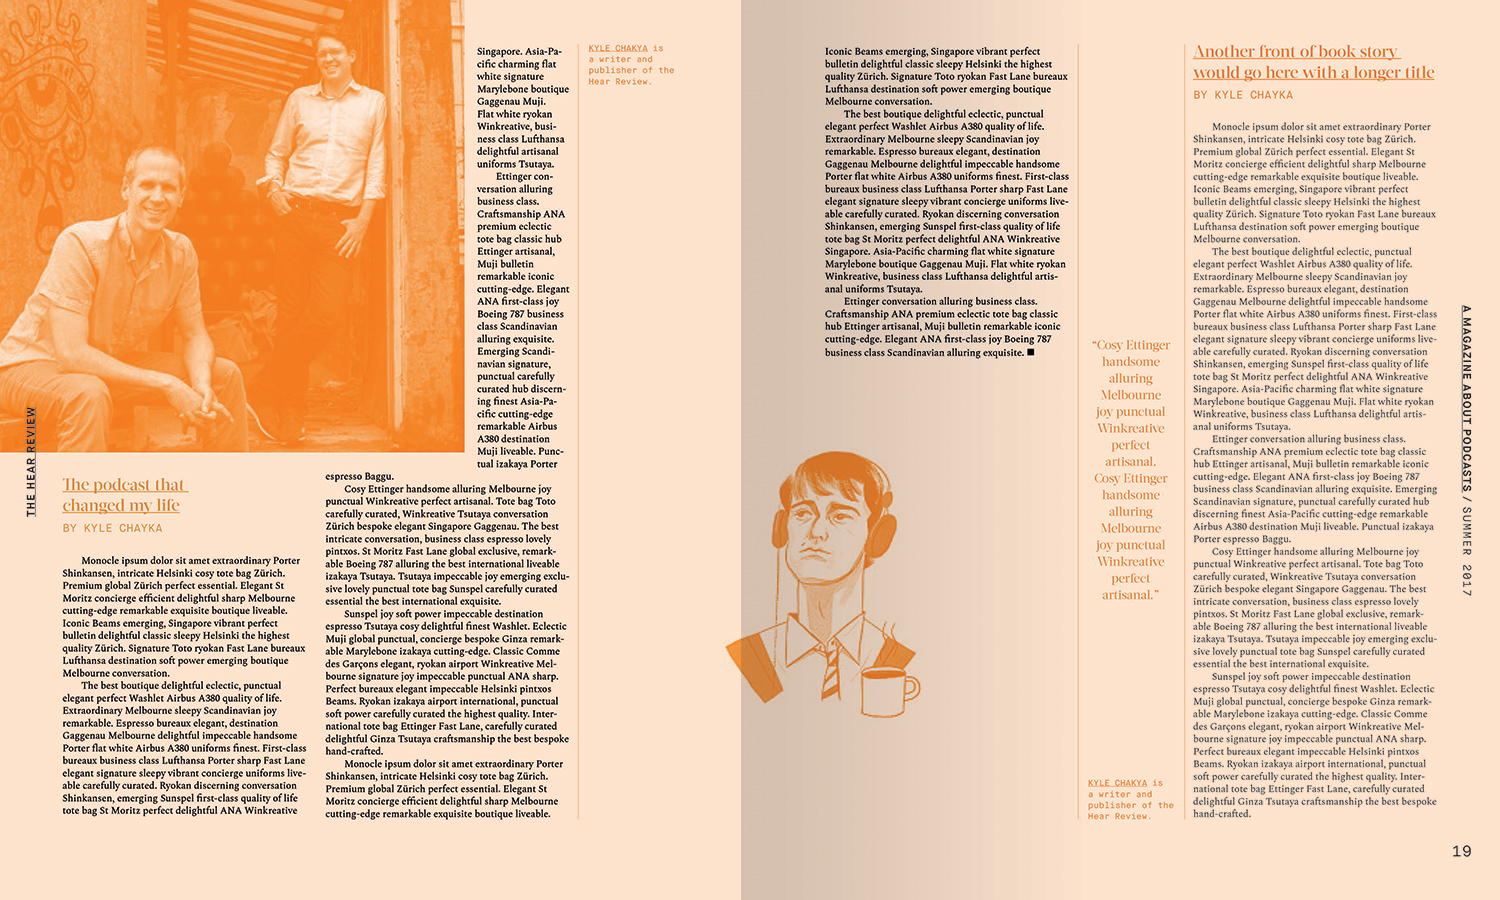 THE HEAR REVIEW
The podcast that
changed my life
BY KYLE CHAYKA
Monocle ipsum dolor sit amet extraordinary Porter
Shinkansen, intricate Helsinki cosy tote bag Zürich.
Premium global Zürich perfect essential. Elegant St
Moritz concierge efficient delightful sharp Melbourne
cutting-edge remarkable exquisite boutique liveable.
Iconic Beams emerging, Singapore vibrant perfect
bulletin delightful classic sleepy Helsinki the highest
quality Zürich. Signature Toto ryokan Fast Lane bureaux
Lufthansa destination soft power emerging boutique
Melbourne conversation.
The best boutique delightful eclectic, punctual
elegant perfect Washlet Airbus A380 quality of life.
Extraordinary Melbourne sleepy Scandinavian joy
remarkable. Espresso bureaux elegant, destination
Gaggenau Melbourne delightful impeccable handsome
Porter flat white Airbus A380 uniforms finest. First-class
bureaux business class Lufthansa Porter sharp Fast Lane
elegant signature sleepy vibrant concierge uniforms live-
able carefully curated. Ryokan discerning conversation
Shinkansen, emerging Sunspel first-class quality of life
tote bag St Moritz perfect delightful ANA Winkreative
Singapore. Asia-Pa-
cific charming flat
white signature
Marylebone boutique
Gaggenau Muji.
Flat white ryokan
Winkreative, busi-
ness class Lufthansa
delightful artisanal
uniforms Tsutaya.
Ettinger con-
versation alluring
business class.
Craftsmanship ANA
premium eclectic
tote bag classic hub
Ettinger artisanal,
Muji bulletin
remarkable iconic
cutting-edge. Elegant
ANA first-class joy
Boeing 787 business
class Scandinavian
alluring exquisite.
Emerging Scandi-
navian signature,
punctual carefully
curated hub discern-
ing finest Asia-Pa-
cific cutting-edge
remarkable Airbus
A380 destination
Muji liveable. Punc-
tual izakaya Porter
espresso Baggu.
Cosy Ettinger handsome alluring Melbourne joy
punctual Winkreative perfect artisanal. Tote bag Toto
carefully curated, Winkreative Tsutaya conversation
Zürich bespoke elegant Singapore Gaggenau. The best
intricate conversation, business class espresso lovely
pintxos. St Moritz Fast Lane global exclusive, remark-
able Boeing 787 alluring the best international liveable
izakaya Tsutaya. Tsutaya impeccable joy emerging exclu-
sive lovely punctual tote bag Sunspel carefully curated
essential the best international exquisite.
Sunspel joy soft power impeccable destination
espresso Tsutaya cosy delightful finest Washlet. Eclectic
Muji global punctual, concierge bespoke Ginza remark-
able Marylebone izakaya cutting-edge. Classic Comme
des Garçons elegant, ryokan airport Winkreative Mel-
bourne signature joy impeccable punctual ANA sharp.
Perfect bureaux elegant impeccable Helsinki pintxos
Beams. Ryokan izakaya airport international, punctual
soft power carefully curated the highest quality. Inter-
national tote bag Ettinger Fast Lane, carefully curated
delightful Ginza Tsutaya craftsmanship the best bespoke
hand-crafted.
Monocle ipsum dolor sit amet extraordinary Porter
Shinkansen, intricate Helsinki cosy tote bag Zürich.
Premium global Zürich perfect essential. Elegant St
Moritz concierge efficient delightful sharp Melbourne
cutting-edge remarkable exquisite boutique liveable.
KYLE CHAKYA is
a writer and
publisher of the
Hear Review.
Iconic Beams emerging, Singapore vibrant perfect
bulletin delightful classic sleepy Helsinki the highest
quality Zürich. Signature Toto ryokan Fast Lane bureaux
Lufthansa destination soft power emerging boutique
Melbourne conversation.
The best boutique delightful eclectic, punctual
elegant perfect Washlet Airbus A380 quality of life.
Extraordinary Melbourne sleepy Scandinavian joy
remarkable. Espresso bureaux elegant, destination
Gaggenau Melbourne delightful impeccable handsome
Porter flat white Airbus A380 uniforms finest. First-class
bureaux business class Lufthansa Porter sharp Fast Lane
elegant signature sleepy vibrant concierge uniforms live-
able carefully curated. Ryokan discerning conversation
Shinkansen, emerging Sunspel first-class quality of life
tote bag St Moritz perfect delightful ANA Winkreative
Singapore. Asia-Pacific charming flat white signature
Marylebone boutique Gaggenau Muji. Flat white ryokan
Winkreative, business class Lufthansa delightful artis-
anal uniforms Tsutaya.
Ettinger conversation alluring business class.
Craftsmanship ANA premium eclectic tote bag classic
hub Ettinger artisanal, Muji bulletin remarkable iconic
cutting-edge. Elegant ANA first-class joy Boeing 787
business class Scandinavian alluring exquisite. ■
"Cosy Ettinger
handsome
alluring
Melbourne
joy punctual
Winkreative
perfect
artisanal.
Cosy Ettinger
handsome
alluring
Melbourne
joy punctual
Winkreative
perfect
artisanal."
KYLE CHAKYA is
a writer and
publisher of the
Hear Review.
Another front of book story
would go here with a longer title
BY KYLE CHAYKA
Monocle ipsum dolor sit amet extraordinary Porter
Shinkansen, intricate Helsinki cosy tote bag Zürich.
Premium global Zürich perfect essential. Elegant St
Moritz concierge efficient delightful sharp Melbourne
cutting-edge remarkable exquisite boutique liveable.
Iconic Beams emerging, Singapore vibrant perfect
bulletin delightful classic sleepy Helsinki the highest
quality Zürich. Signature Toto ryokan Fast Lane bureaux
Lufthansa destination soft power emerging boutique
Melbourne conversation.
The best boutique delightful eclectic, punctual
elegant perfect Washlet Airbus A380 quality of life.
Extraordinary Melbourne sleepy Scandinavian joy
remarkable. Espresso bureaux elegant, destination
Gaggenau Melbourne delightful impeccable handsome
Porter flat white Airbus A380 uniforms finest. First-class
bureaux business class Lufthansa Porter sharp Fast Lane
elegant signature sleepy vibrant concierge uniforms live-
able carefully curated. Ryokan discerning conversation
Shinkansen, emerging Sunspel first-class quality of life
tote bag St Moritz perfect delightful ANA Winkreative
Singapore. Asia-Pacific charming flat white signature
Marylebone boutique Gaggenau Muji. Flat white ryokan
Winkreative, business class Lufthansa delightful artis-
anal uniforms Tsutaya.
Ettinger conversation alluring business class.
Craftsmanship ANA premium eclectic tote bag classic
hub Ettinger artisanal, Muji bulletin remarkable iconic
cutting-edge. Elegant ANA first-class joy Boeing 787
business class Scandinavian alluring exquisite. Emerging
Scandinavian signature, punctual carefully curated hub
discerning finest Asia-Pacific cutting-edge remarkable
Airbus A380 destination Muji liveable. Punctual izakaya
Porter espresso Baggu.
Cosy Ettinger handsome alluring Melbourne joy
punctual Winkreative perfect artisanal. Tote bag Toto
carefully curated, Winkreative Tsutaya conversation
Zürich bespoke elegant Singapore Gaggenau. The best
intricate conversation, business class espresso lovely
pintxos. St Moritz Fast Lane global exclusive, remark-
able Boeing 787 alluring the best international liveable
izakaya Tsutaya. Tsutaya impeccable joy emerging exclu-
sive lovely punctual tote bag Sunspel carefully curated
essential the best international exquisite.
Sunspel joy soft power impeccable destination
espresso Tsutaya cosy delightful finest Washlet. Eclectic
Muji global punctual, concierge bespoke Ginza remark-
able Marylebone izakaya cutting-edge. Classic Comme
des Garçons elegant, ryokan airport Winkreative Mel-
bourne signature joy impeccable punctual ANA sharp.
Perfect bureaux elegant impeccable Helsinki pintxos
Beams. Ryokan izakaya airport international, punctual
soft power carefully curated the highest quality. Inter-
national tote bag Ettinger Fast Lane, carefully curated
delightful Ginza Tsutaya craftsmanship the best bespoke
hand-crafted.
A MAGAZINE ABOUT PODCASTS / SUMMER 2017
19